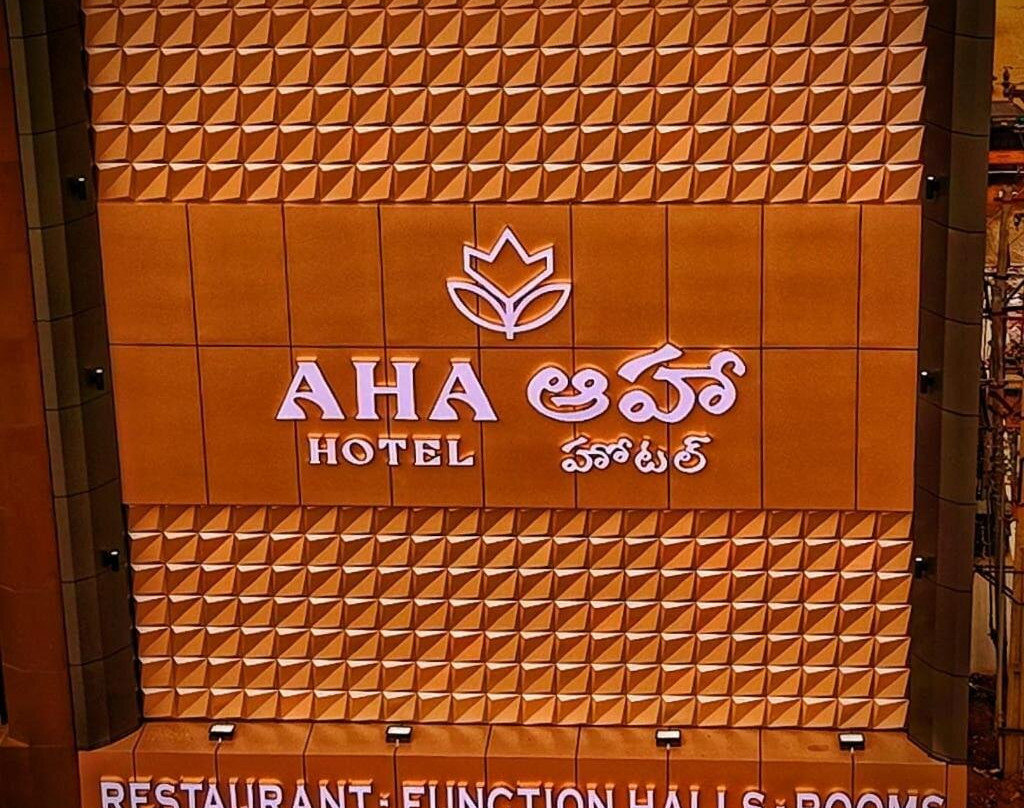 AHA ఆహా
HOTEL హోటల్
RESTAURANT · FUNCTION HALLS · ROOMS